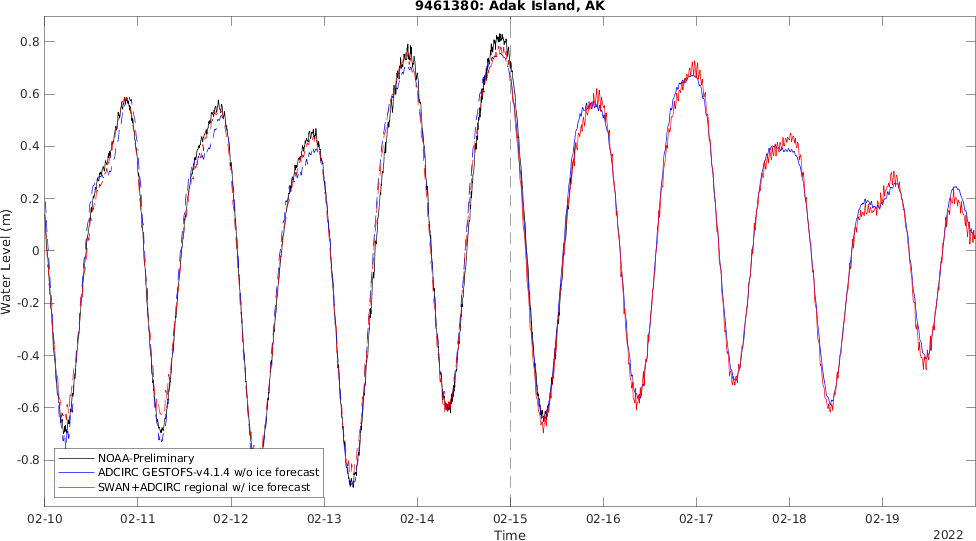 9461380: Adak Island, AK
0.8
0.6
0.4
0.2
0
-0.2
-0.4
-0.6
-0.8
Water Level (m)
NOAA-Preliminary
ADCIRC GESTOFS-v4.1.4 w/o ice forecast
SWAN+ADCIRC regional w/ ice forecast
02-10 02-11 02-12 02-13 02-14 02-15 02-16 02-17 02-18 02-19
Time
2022